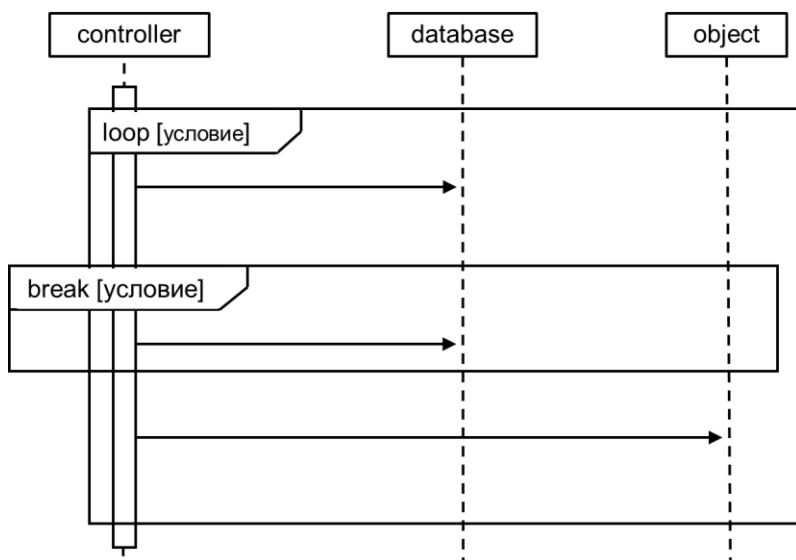 controller
database
object
loop [условие]
break [условие]